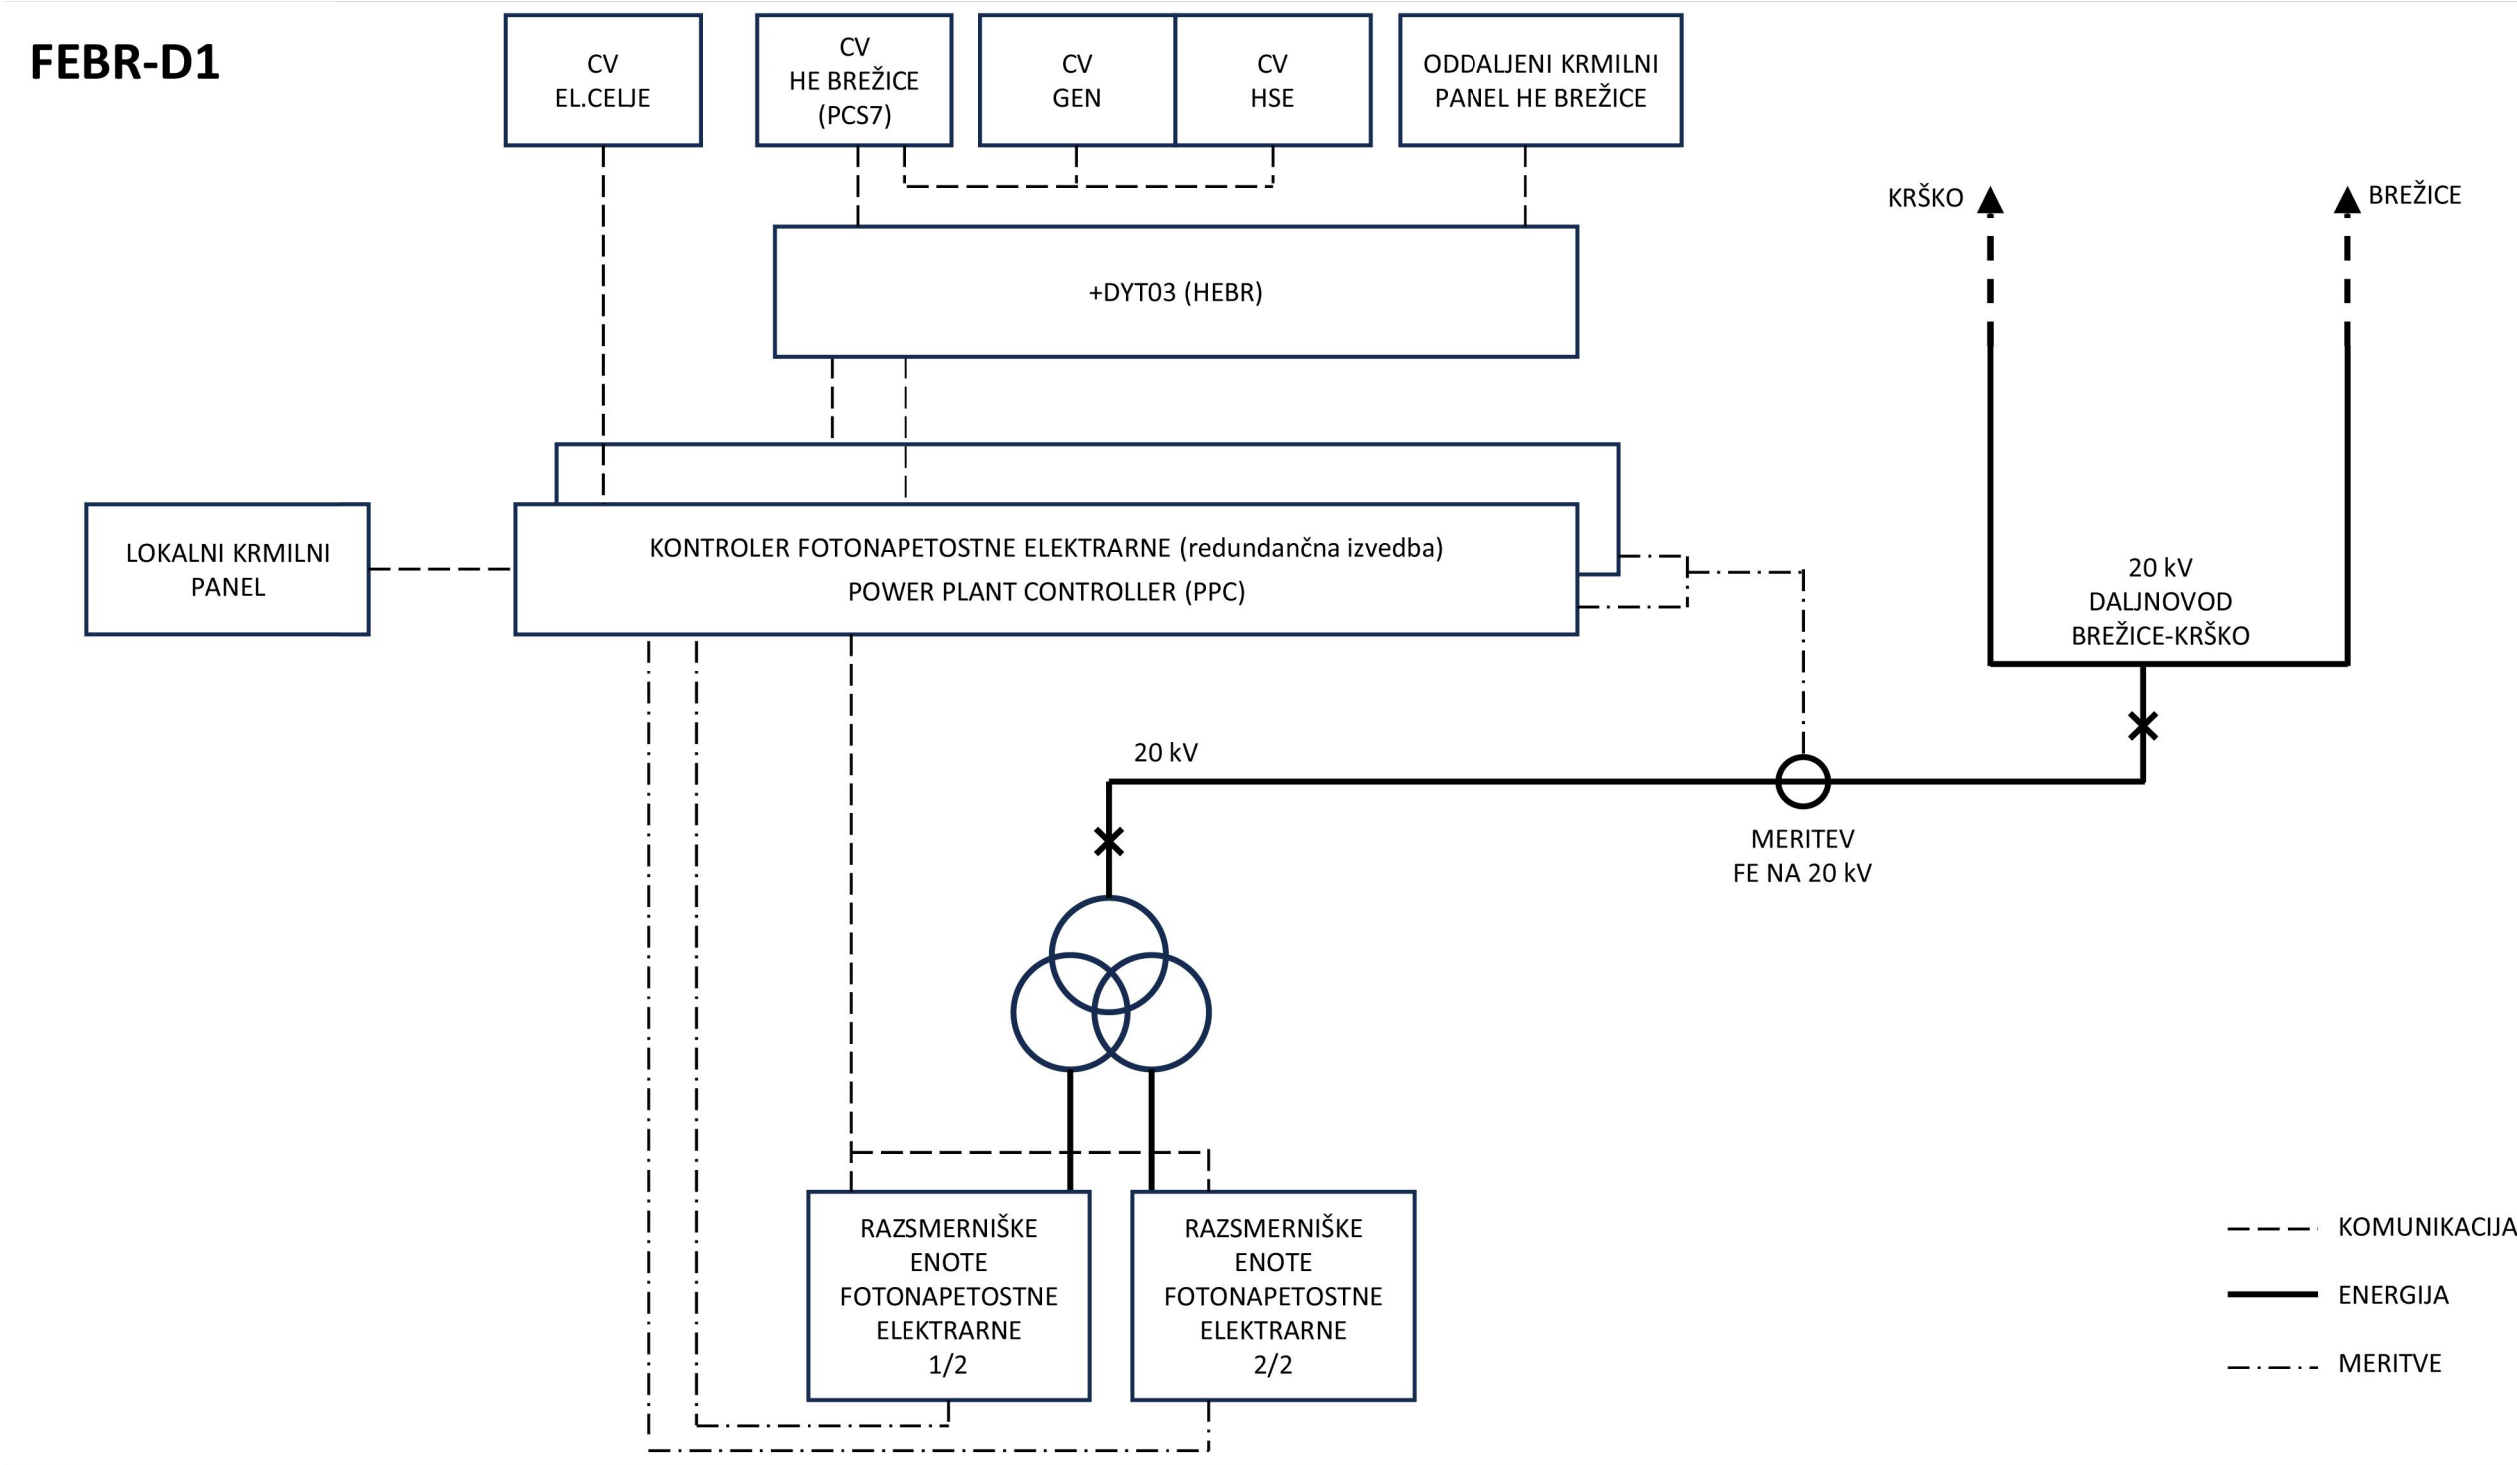 FEBR-D1
CV
EL.CELJE
CV
HE BREŽICE
(PCS7)
CV
GEN
CV
HSE
ODDALJENI KRMILNI
PANEL HE BREŽICE
KRŠKO
BREŽICE
+DYT03 (HEBR)
LOKALNI KRMILNI
PANEL
KONTROLER FOTONAPETOSTNE ELEKTRARNE (redundančna izvedba)
POWER PLANT CONTROLLER (PPC)
20 kV
DALJNOVOD
BREŽICE-KRŠKO
20 kV
MERITEV
FE NA 20 kV
RAZSMERNIŠKE
ENOTE
FOTONAPETOSTNE
ELEKTRARNE
1/2
RAZSMERNIŠKE
ENOTE
FOTONAPETOSTNE
ELEKTRARNE
2/2
KOMUNIKACIJA
ENERGIJA
MERITVE